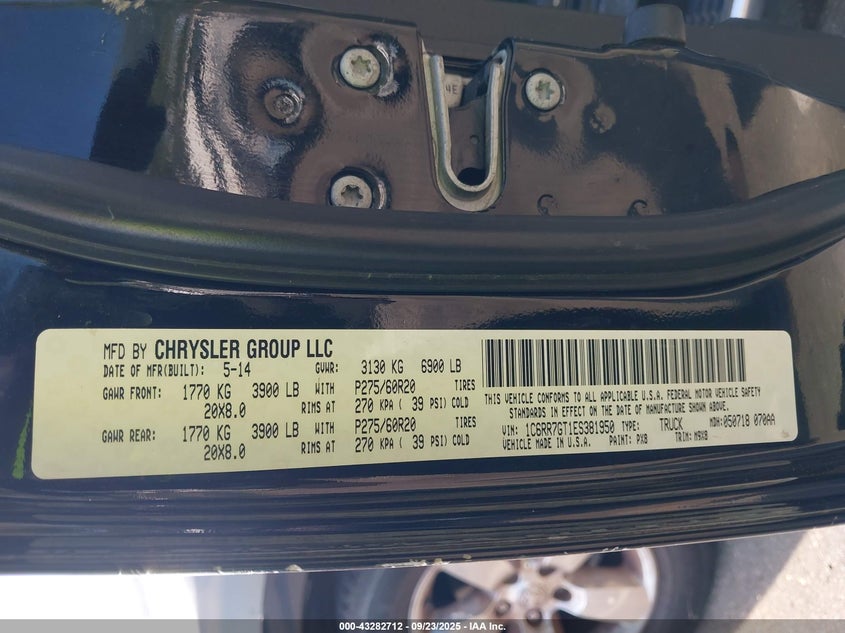 MFD BY CHRYSLER GROUP LLC
DATE OF MFR(BUILT): 5-14 GVWR: 3130 KG 6900 LB
GAWR FRONT: 1770 KG 3900 LB WITH P275/60R20 TIRES
20X8.0 RIMS AT 270 KPA ( 39 PSI) COLD
GAWR REAR: 1770 KG 3900 LB WITH P275/60R20 TIRES
20X8.0 RIMS AT 270 KPA ( 39 PSI) COLD
THIS VEHICLE CONFORMS TO ALL APPLICABLE U.S.A. FEDERAL MOTOR VEHICLE SAFETY
STANDARDS IN EFFECT ON THE DATE OF MANUFACTURE SHOWN ABOVE.
VIN: 1C6RR7GT1ES381950 TYPE: TRUCK MDH:050718 070AA
VEHICLE MADE IN U.S.A. PAINT: PXB TRIM: M9X8
000-43282712 - 09/23/2025 - IAA Inc.